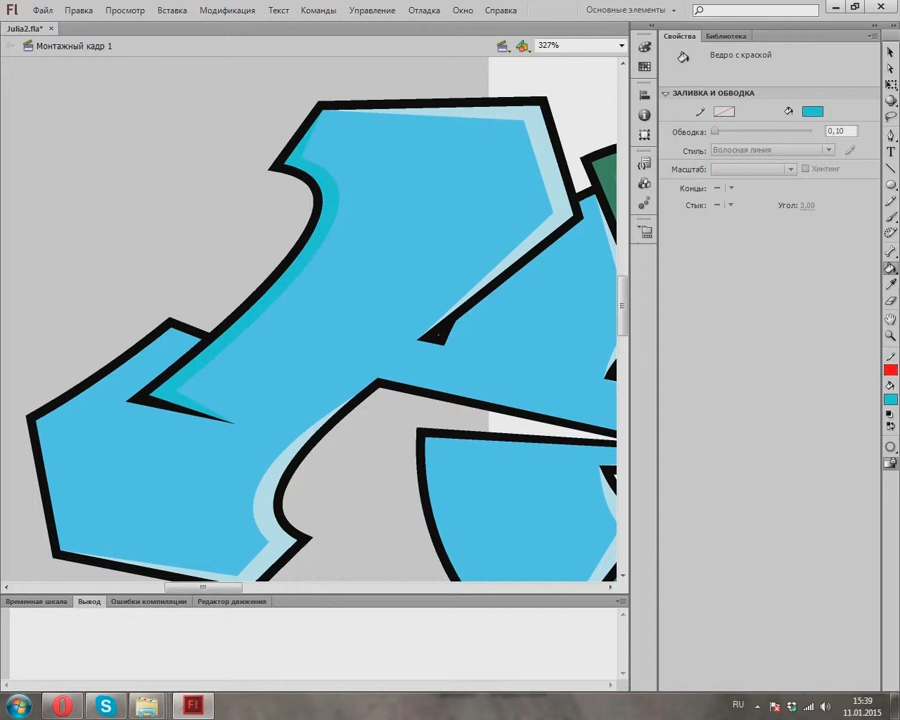 Fl Файл Правка Просмотр Вставка Модификация Текст Команды Управление Отладка Окно Справка Основные элементы
Julia2.fla*
Монтажный кадр 1 327%
Свойства Библиотека
Ведро с краской
ЗАЛИВКА И ОБВОДКА
Обводка: 0,10
Стиль: Волосная линия
Масштаб: Хинтинг
Концы:
Стык: Угол: 3,00
T
Временная шкала Вывод Ошибки компиляции Редактор движения
S Fl RU 15:39
11.01.2015